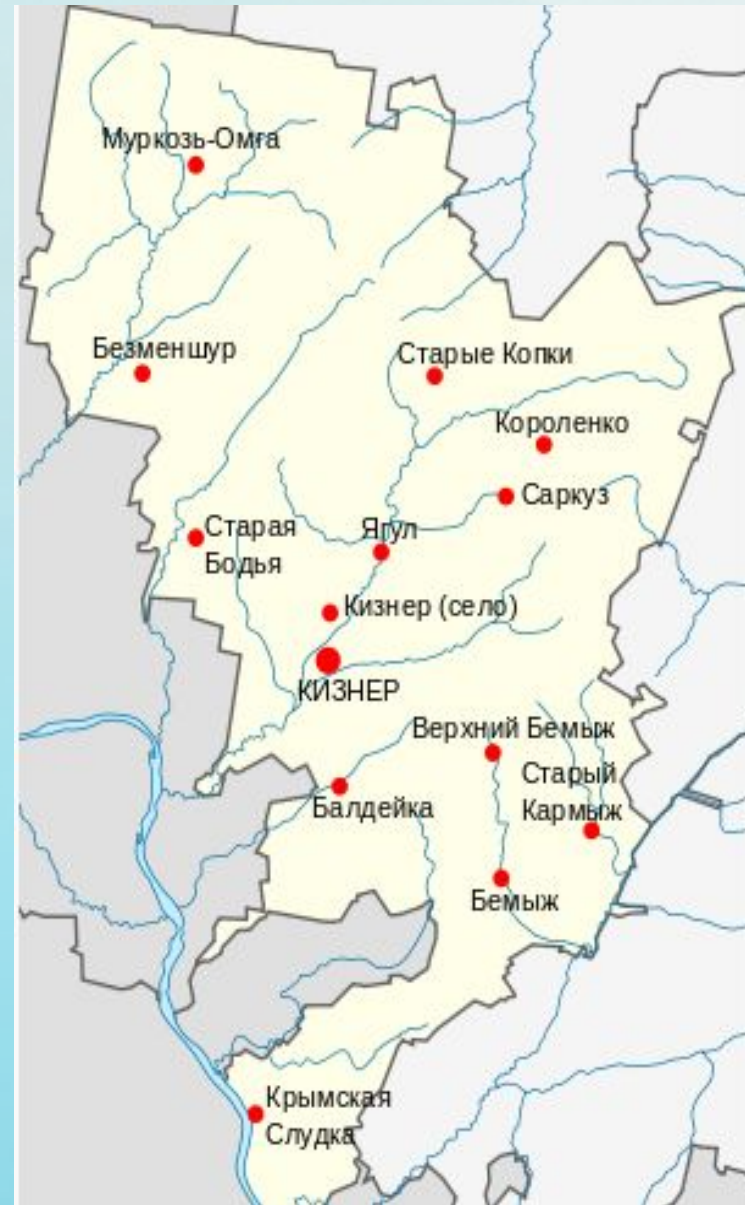 Муркозь-Омга
Безменшур
Старые Копки
Короленко
Саркуз
Старая
Бодья
Ягул
Кизнер (село)
КИЗНЕР
Верхний Бемыж
Старый
Кармыж
Балдейка
Бемыж
Крымская
Слудка